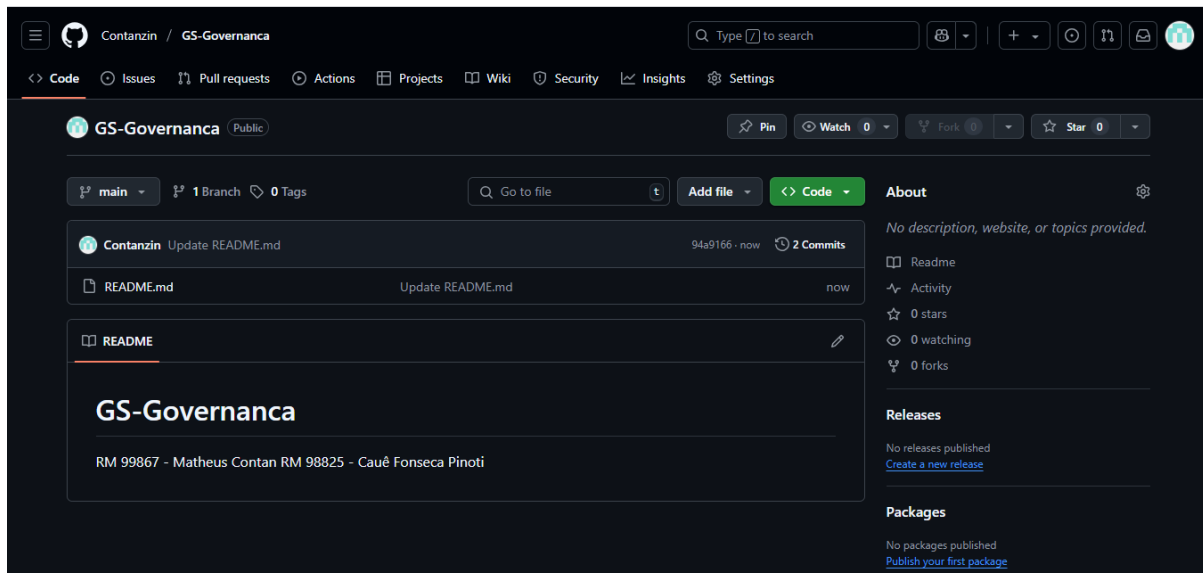 Contanzin / GS-Governanca
Type / to search
Code Issues Pull requests Actions Projects Wiki Security Insights Settings
GS-Governanca Public
Pin Watch 0 Fork 0 Star 0
main 1 Branch 0 Tags
Go to file t
Add file Code
Contanzin Update README.md 94a9166 · now 2 Commits
README.md Update README.md now
README
GS-Governanca
RM 99867 - Matheus Contan RM 98825 - Cauê Fonseca Pinoti
About
No description, website, or topics provided.
Readme
Activity
0 stars
0 watching
0 forks
Releases
No releases published
Create a new release
Packages
No packages published
Publish your first package